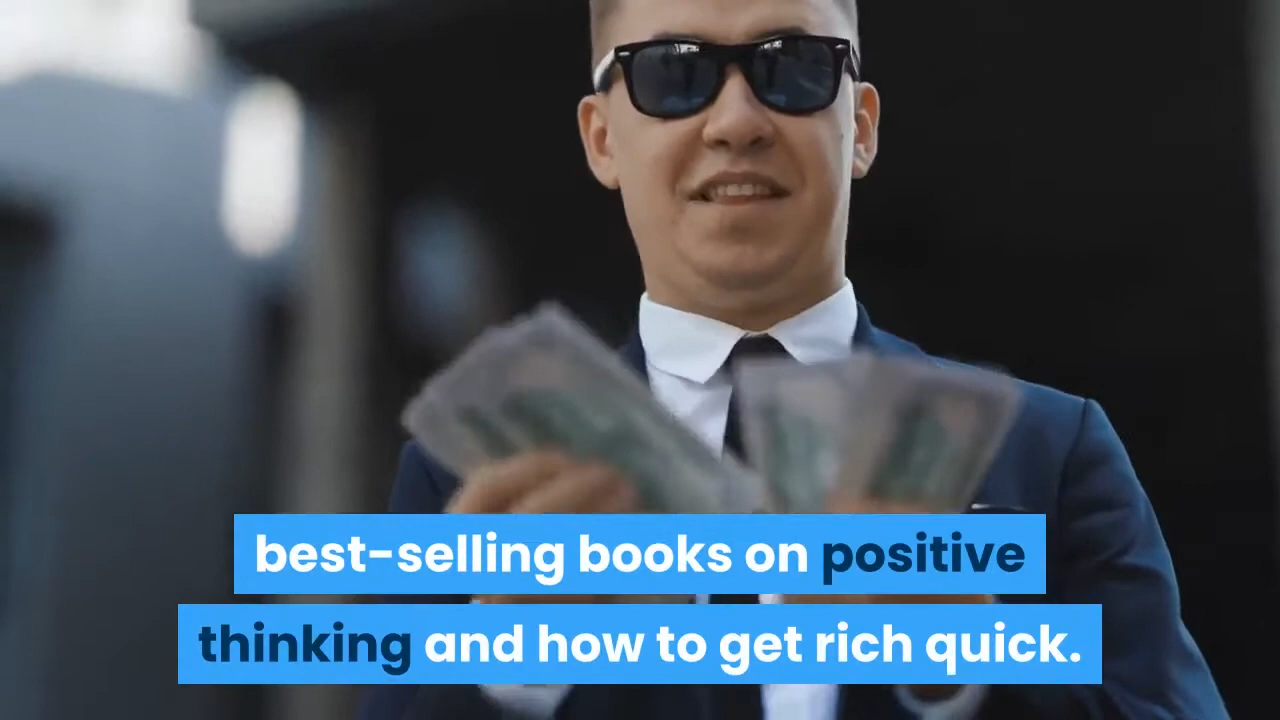 best-selling books on positive
thinking and how to get rich quick.